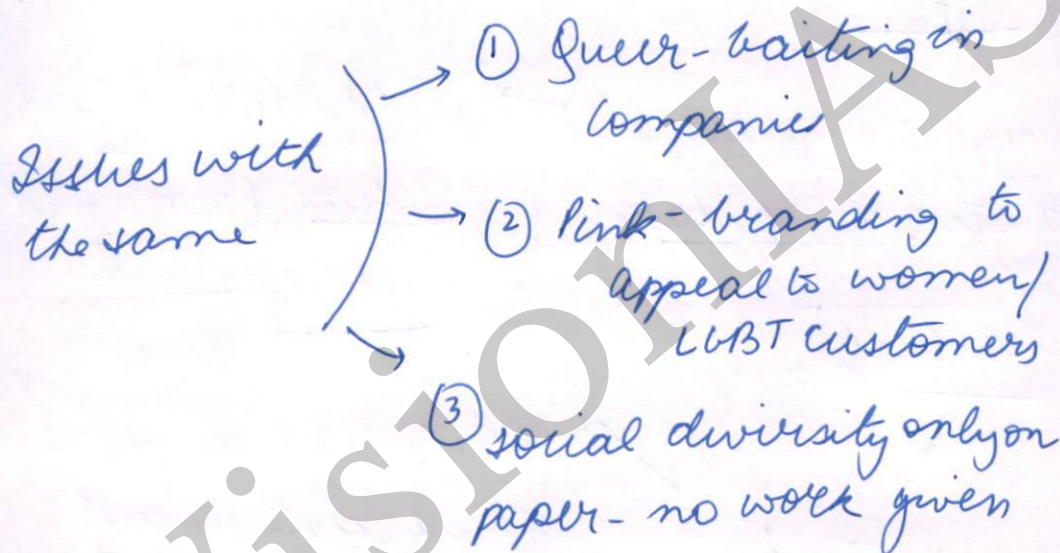 Issues with
the same
① Queer-baiting in
companies
② Pink-branding to
appeal to women/
LGBT customers
③ social diversity only on
paper - no work given
VisionIAS